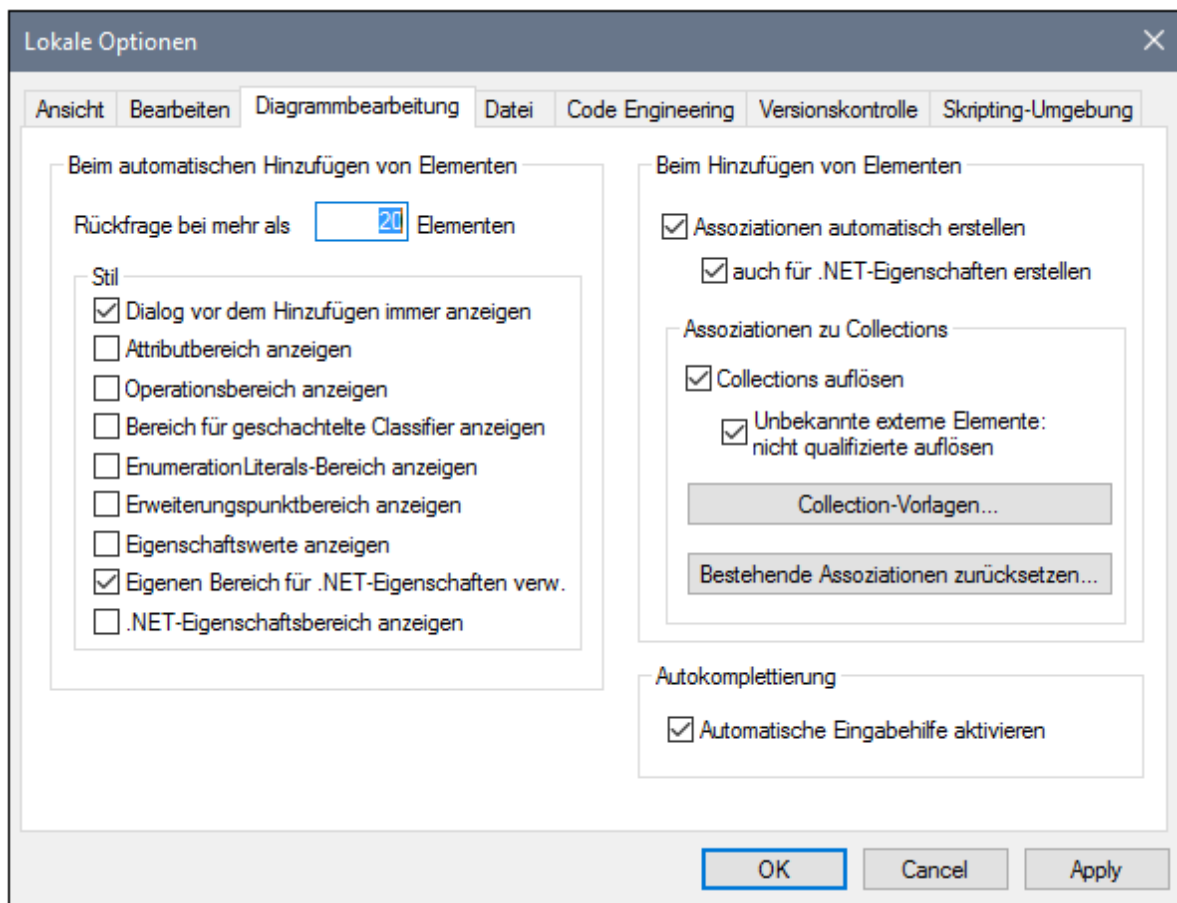 Lokale Optionen
Ansicht Bearbeiten Diagrammbearbeitung Datei Code Engineering Versionskontrolle Skripting-Umgebung
Beim automatischen Hinzufügen von Elementen
Rückfrage bei mehr als 20 Elementen
Stil
Dialog vor dem Hinzufügen immer anzeigen
Attributbereich anzeigen
Operationsbereich anzeigen
Bereich für geschachtelte Classifier anzeigen
EnumerationLiterals-Bereich anzeigen
Erweiterungspunktbereich anzeigen
Eigenschaftswerte anzeigen
Eigenen Bereich für .NET-Eigenschaften verw.
.NET-Eigenschaftsbereich anzeigen
Beim Hinzufügen von Elementen
Assoziationen automatisch erstellen
auch für .NET-Eigenschaften erstellen
Assoziationen zu Collections
Collections auflösen
Unbekannte externe Elemente:
nicht qualifizierte auflösen
Collection-Vorlagen...
Bestehende Assoziationen zurücksetzen...
Autokomplettierung
Automatische Eingabehilfe aktivieren
OK Cancel Apply